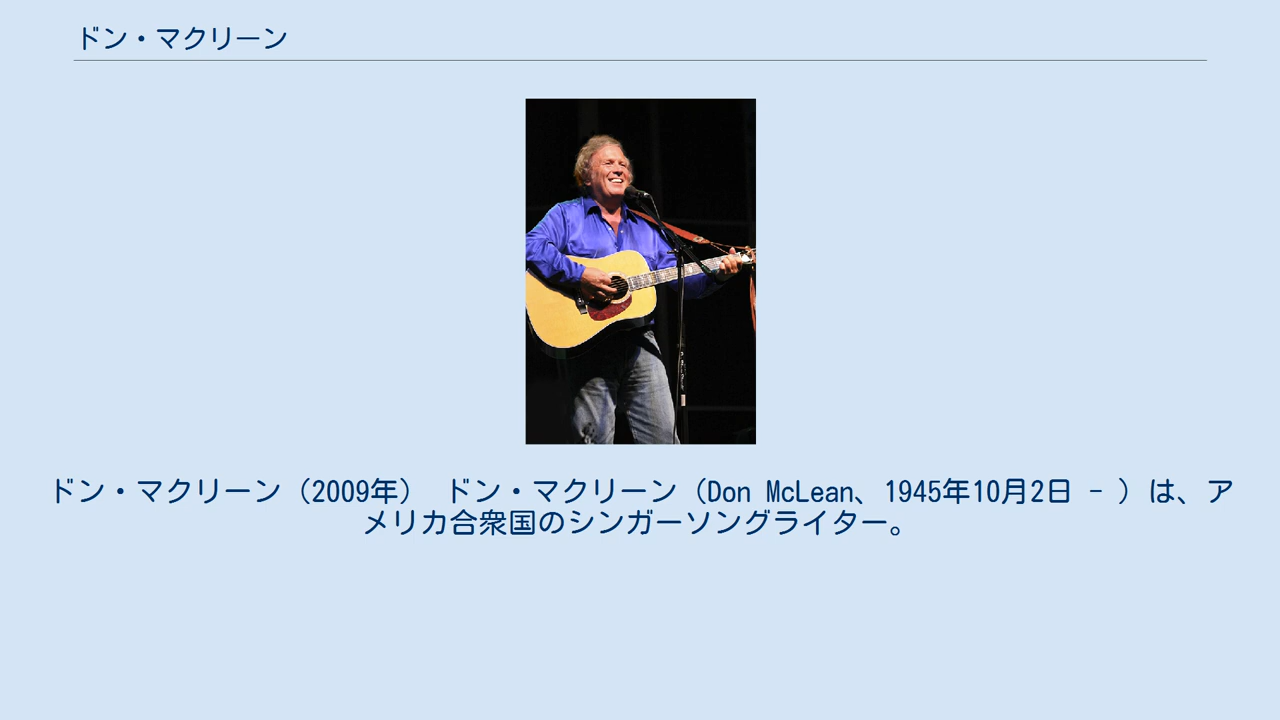 ドン・マクリーン
ドン・マクリーン（2009年） ドン・マクリーン（Don McLean、1945年10月2日 - ）は、ア
メリカ合衆国のシンガーソングライター。